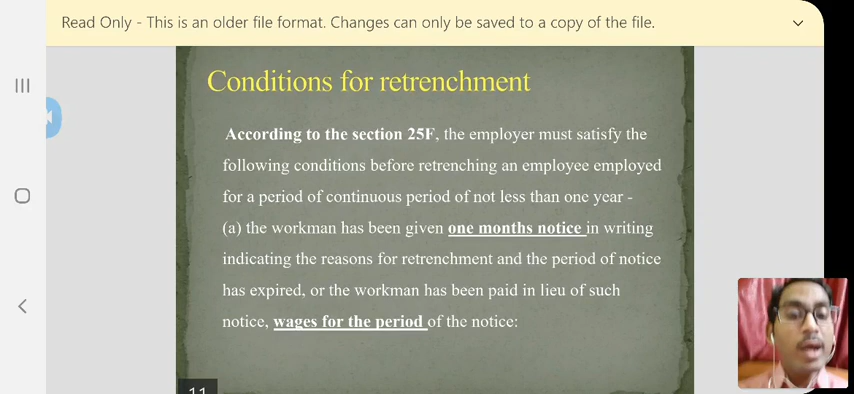 Read Only - This is an older file format. Changes can only be saved to a copy of the file.
Conditions for retrenchment
According to the section 25F, the employer must satisfy the
following conditions before retrenching an employee employed
for a period of continuous period of not less than one year -
(a) the workman has been given one months notice in writing
indicating the reasons for retrenchment and the period of notice
has expired, or the workman has been paid in lieu of such
notice, wages for the period of the notice:
11